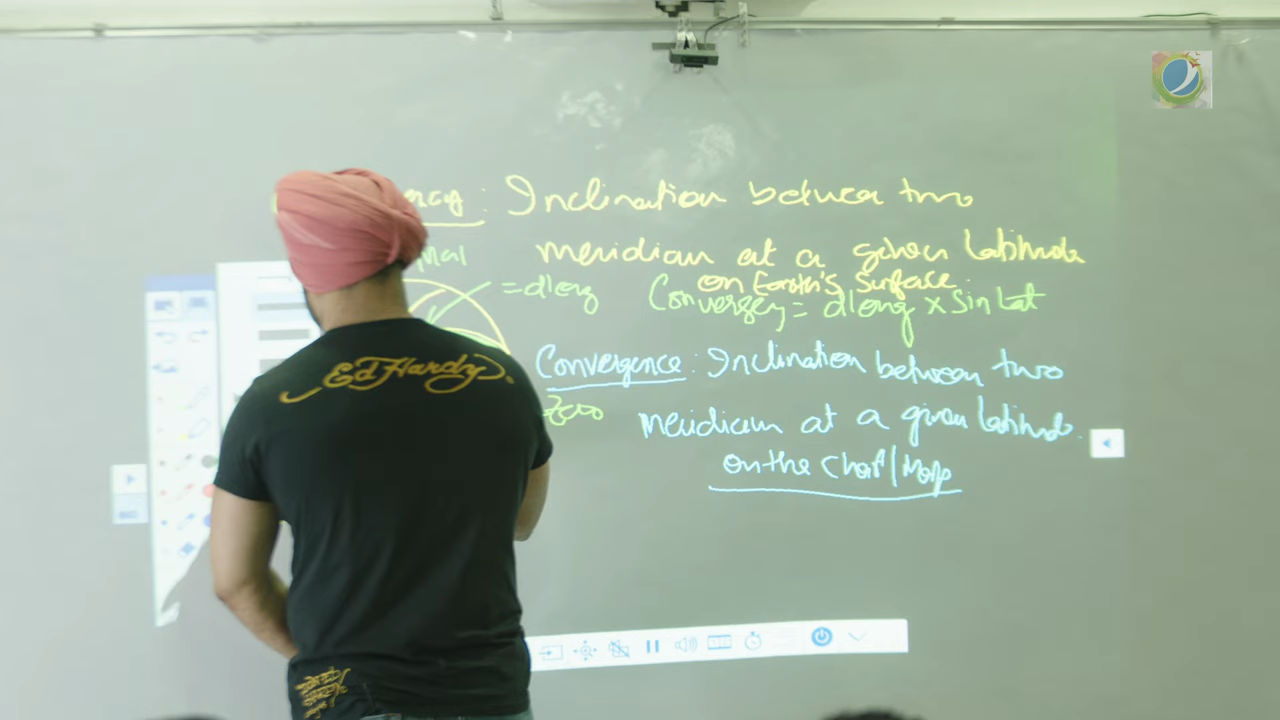 ency : Inclination between two
meridian at a given latitude
on Earth's Surface
= dlong Convergency = dlong x Sin Lat
Convergence : Inclination between two
Zero meridian at a given latitude.
on the Chart/Map
Ed Hardy